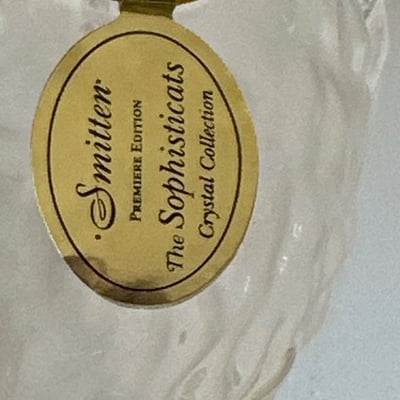 "Smitten"
PREMIERE EDITION
The Sophisticats
Crystal Collection